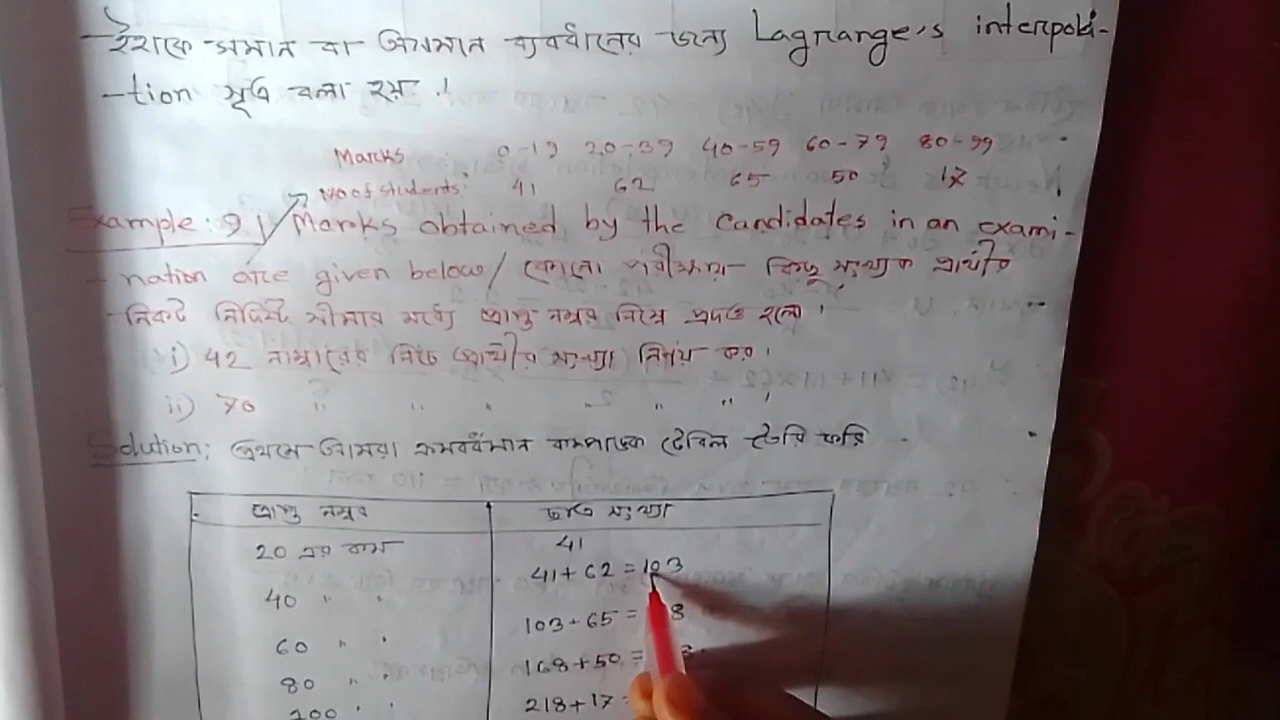 ইহাকে সমান বা অসমান ব্যবধানের জন্য Lagrange's interpola-
-tion সূত্র বলা হয় ।
Marks : 0-19 20-39 40-59 60-79 80-99
No of students: 41 62 65 50 17
Example: 9 | Marks obtained by the candidates in an exami-
-nation are given below / কোনো পরীক্ষায় কিছু সংখ্যক প্রার্থীর
নিকট নির্দিষ্ট সীমার মধ্যে প্রাপ্ত নম্বর নিম্নে প্রদত্ত হলো ।
i) 42 নাম্বারের নিচে প্রার্থীর সংখ্যা নির্ণয় কর ।
ii) 70 " " " " " " ।
Solution; প্রথমে আমরা ক্রমবর্ধমান টেবিল তৈরি করি
প্রাপ্ত নম্বর ছাত্র সংখ্যা
20 এর কম 41
40 " " 41+62 = 103
60 " " 103+65 = 8
80 " " 168+50 =
100 " " 218+17